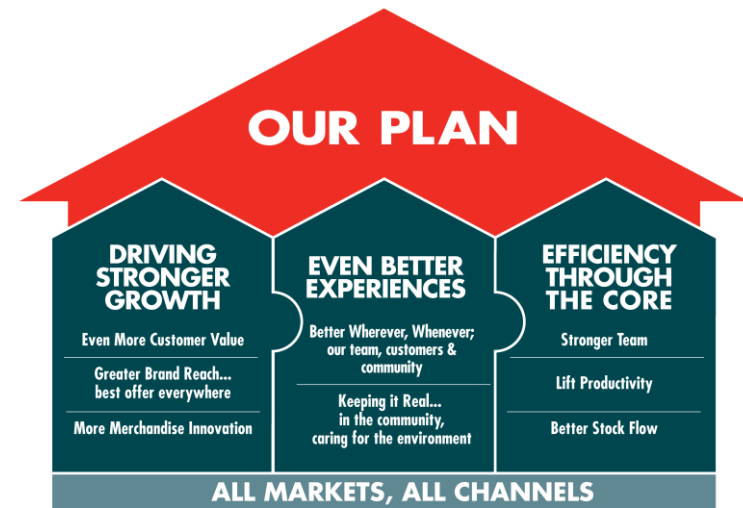 OUR PLAN
DRIVING
STRONGER
GROWTH
Even More Customer Value
Greater Brand Reach...
best offer everywhere
More Merchandise Innovation
EVEN BETTER
EXPERIENCES
Better Wherever, Whenever;
our team, customers &
community
Keeping it Real...
in the community,
caring for the environment
EFFICIENCY
THROUGH
THE CORE
Stronger Team
Lift Productivity
Better Stock Flow
ALL MARKETS, ALL CHANNELS